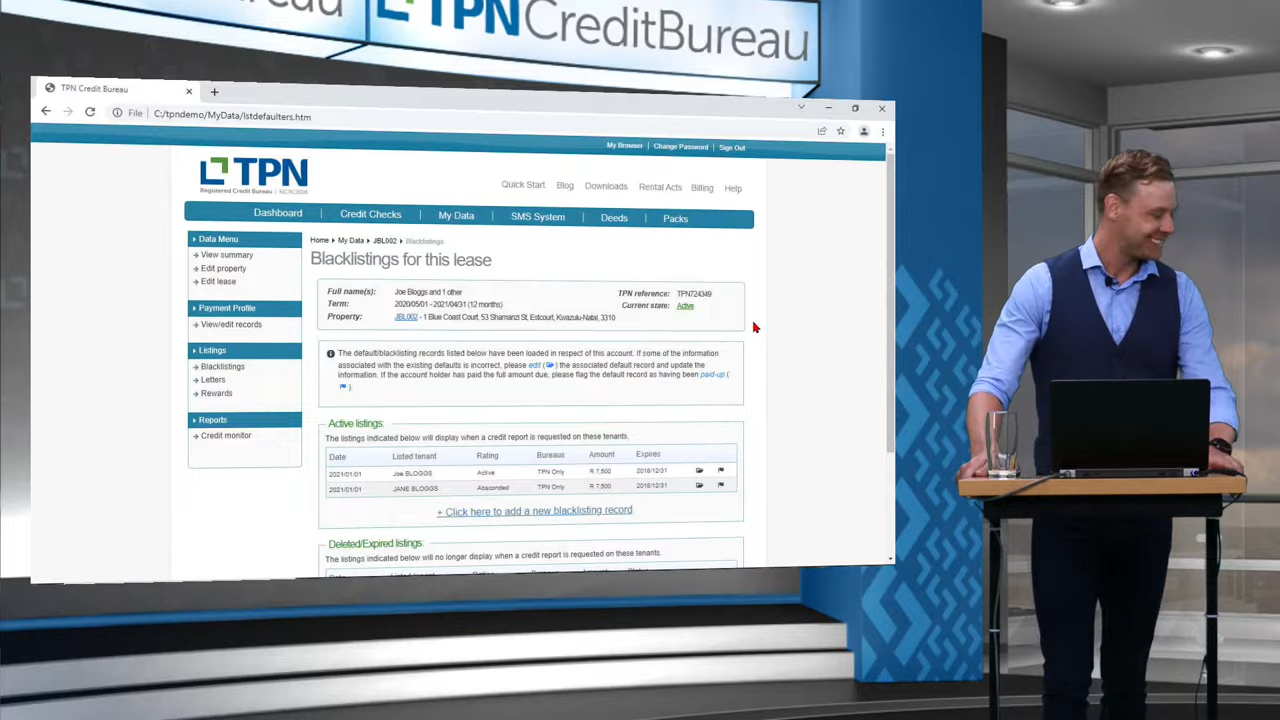 TPNCreditBureau
TPN Credit Bureau
File C:/tpndemo/MyData/lstdefaulters.htm
My Browser | Change Password | Sign Out
TPN
Registered Credit Bureau |
Quick Start Blog Downloads Rental Acts Billing Help
Dashboard | Credit Checks | My Data | SMS System | Deeds | Packs
Data Menu
View summary
Edit property
Edit lease
Payment Profile
View/edit records
Listings
Blacklistings
Letters
Rewards
Reports
Credit monitor
Home My Data JBL002 Blacklistings
Blacklistings for this lease
Full name(s): Joe Bloggs and 1 other TPN reference: TPN724349
Term: 2020/05/01 - 2021/04/31 (12 months) Current state: Active
Property: JBL002 - 1 Blue Coast Court, 53 Shamanzi St, Estcourt, Kwazulu-Natal, 3310
The default/blacklisting records listed below have been loaded in respect of this account. If some of the information
associated with the existing defaults is incorrect, please edit ( ) the associated default record and update the
information. If the account holder has paid the full amount due, please flag the default record as having been paid-up (
).
Active listings:
The listings indicated below will display when a credit report is requested on these tenants.
Date Listed tenant Rating Bureaus Amount Expires
2021/01/01 Joe BLOGGS Active TPN Only R 7,500 2018/12/31
2021/01/01 JANE BLOGGS Absconded TPN Only R 7,500 2018/12/31
+ Click here to add a new blacklisting record
Deleted/Expired listings:
The listings indicated below will no longer display when a credit report is requested on these tenants.